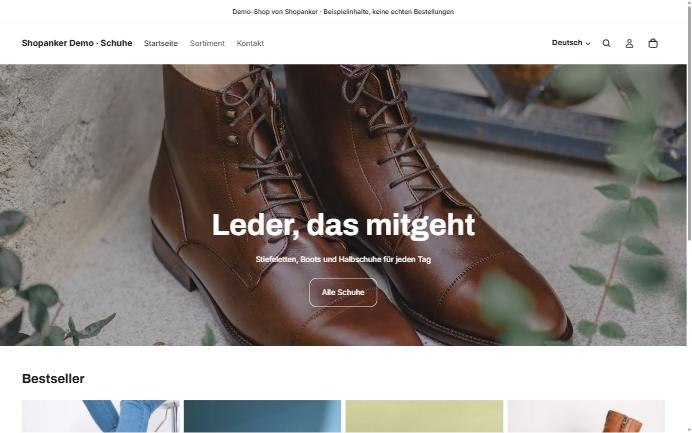 Demo-Shop von Shopanker · Beispielinhalte, keine echten Bestellungen
Shopanker Demo · Schuhe Startseite Sortiment Kontakt Deutsch
Leder, das mitgeht
Stiefeletten, Boots und Halbschuhe für jeden Tag
Alle Schuhe
Bestseller